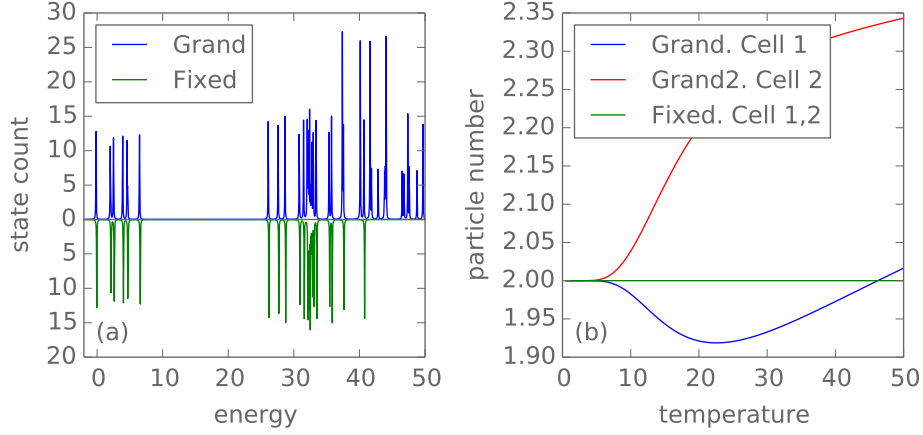 30
25
20
15
10
5
0
5
10
15
20
state count
Grand
Fixed
(a)
0 10 20 30 40 50
energy
2.35
2.30
2.25
2.20
2.15
2.10
2.05
2.00
1.95
1.90
particle number
Grand. Cell 1
Grand2. Cell 2
Fixed. Cell 1,2
(b)
0 10 20 30 40 50
temperature